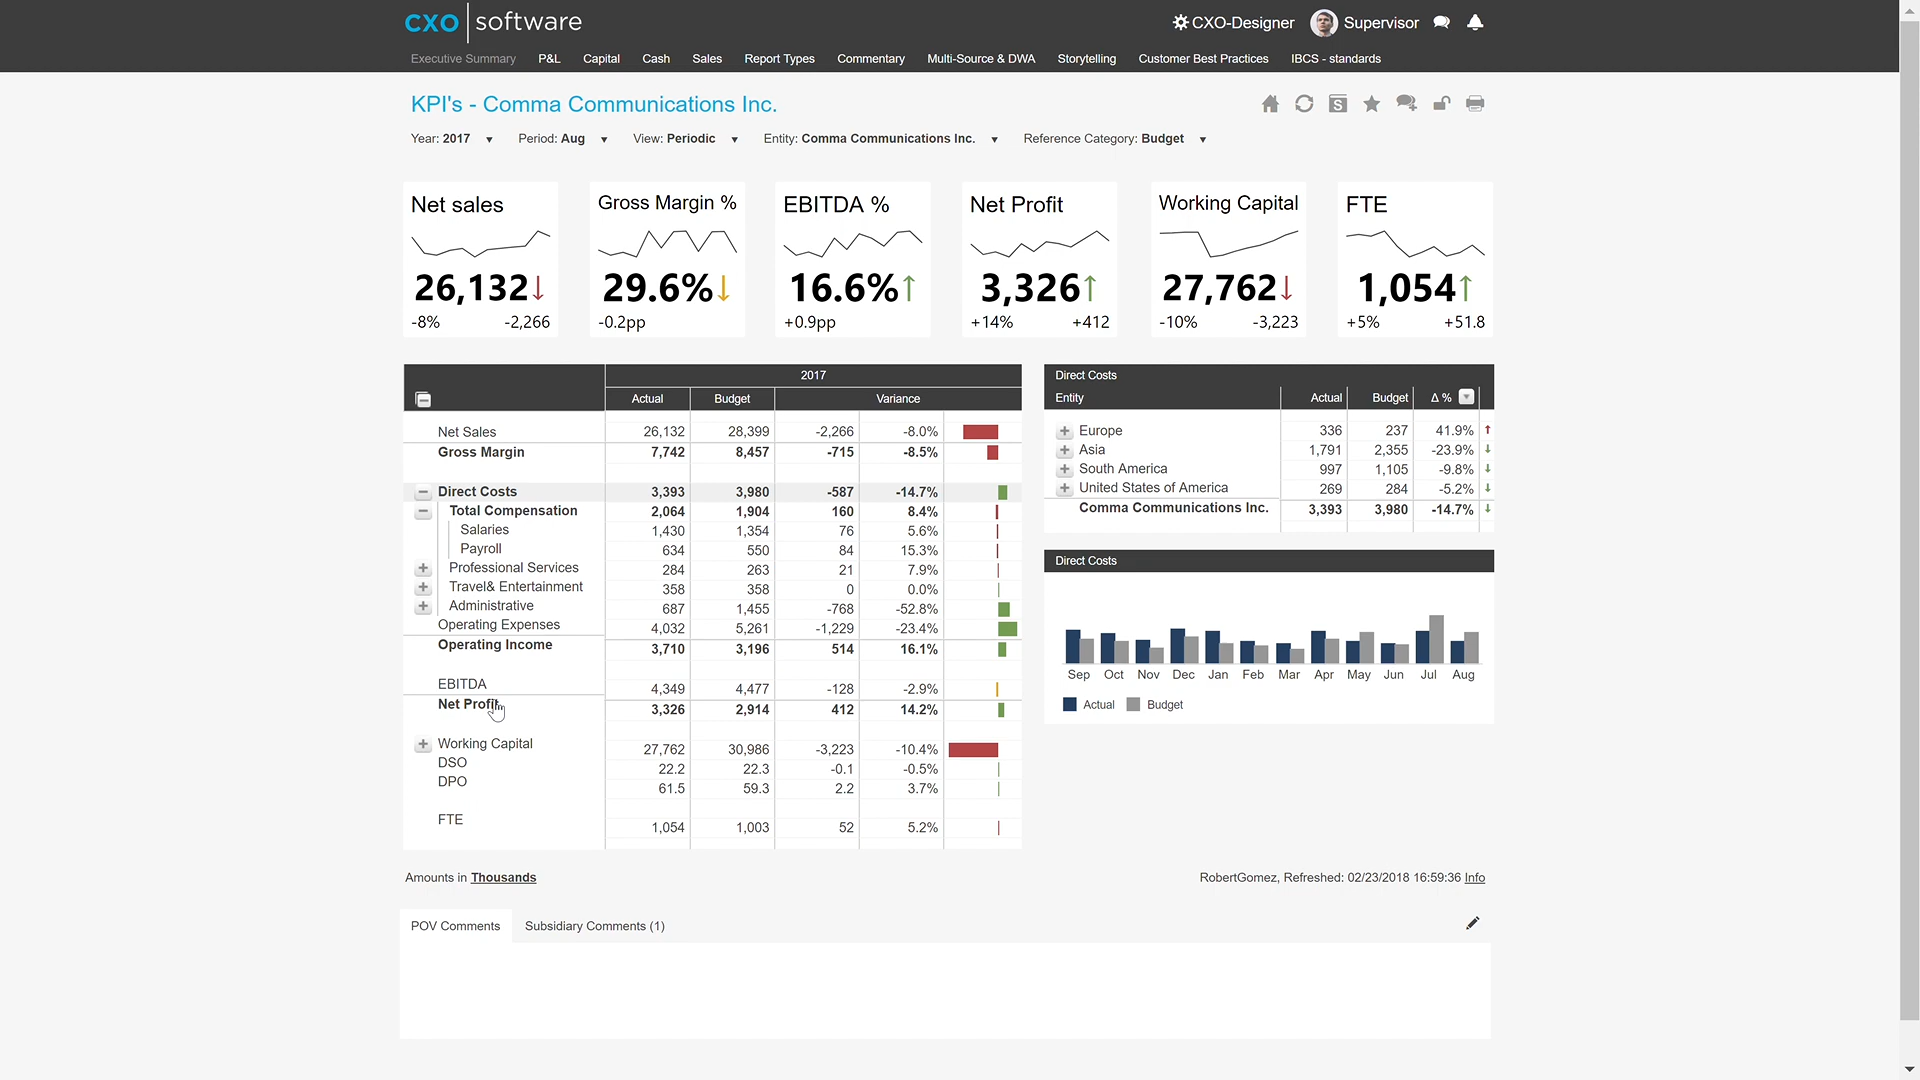 CXO software
CXO-Designer Supervisor
Executive Summary P&L Capital Cash Sales Report Types Commentary Multi-Source & DWA Storytelling Customer Best Practices IBCS - standards
KPI's - Comma Communications Inc.
S
Year: 2017 Period: Aug View: Periodic Entity: Comma Communications Inc. Reference Category: Budget
Net sales Gross Margin % EBITDA % Net Profit Working Capital FTE
26,132↓ 29.6%↓ 16.6%↑ 3,326↑ 27,762↓ 1,054↑
-8% -2,266 -0.2pp +0.9pp +14% +412 -10% -3,223 +5% +51.8
2017
Actual Budget Variance
Net Sales 26,132 28,399 -2,266 -8.0%
Gross Margin 7,742 8,457 -715 -8.5%
Direct Costs 3,393 3,980 -587 -14.7%
Total Compensation 2,064 1,904 160 8.4%
Salaries 1,430 1,354 76 5.6%
Payroll 634 550 84 15.3%
Professional Services 284 263 21 7.9%
Travel& Entertainment 358 358 0 0.0%
Administrative 687 1,455 -768 -52.8%
Operating Expenses 4,032 5,261 -1,229 -23.4%
Operating Income 3,710 3,196 514 16.1%
EBITDA 4,349 4,477 -128 -2.9%
Net Profit 3,326 2,914 412 14.2%
Working Capital 27,762 30,986 -3,223 -10.4%
DSO 22.2 22.3 -0.1 -0.5%
DPO 61.5 59.3 2.2 3.7%
FTE 1,054 1,003 52 5.2%
Direct Costs
Entity Actual Budget Δ %
Europe 336 237 41.9% ↑
Asia 1,791 2,355 -23.9% ↓
South America 997 1,105 -9.8% ↓
United States of America 269 284 -5.2% ↓
Comma Communications Inc. 3,393 3,980 -14.7% ↓
Direct Costs
Sep Oct Nov Dec Jan Feb Mar Apr May Jun Jul Aug
Actual Budget
Amounts in Thousands
RobertGomez, Refreshed: 02/23/2018 16:59:36 Info
POV Comments Subsidiary Comments (1)